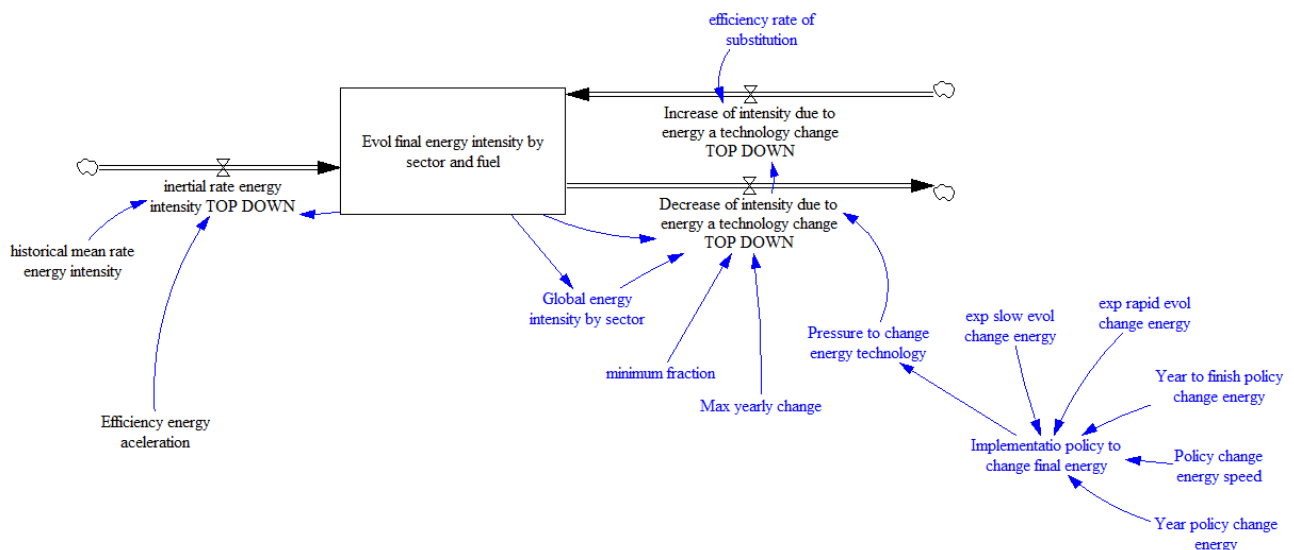 efficiency rate of
substitution
Increase of intensity due to
energy a technology change
TOP DOWN
Evol final energy intensity by
sector and fuel
inertial rate energy
intensity TOP DOWN
Decrease of intensity due to
energy a technology change
TOP DOWN
historical mean rate
energy intensity
Global energy
intensity by sector
exp rapid evol
change energy
exp slow evol
change energy
Pressure to change
energy technology
minimum fraction
Year to finish policy
change energy
Max yearly change
Efficiency energy
aceleration
Implementatio policy to
change final energy
Policy change
energy speed
Year policy change
energy